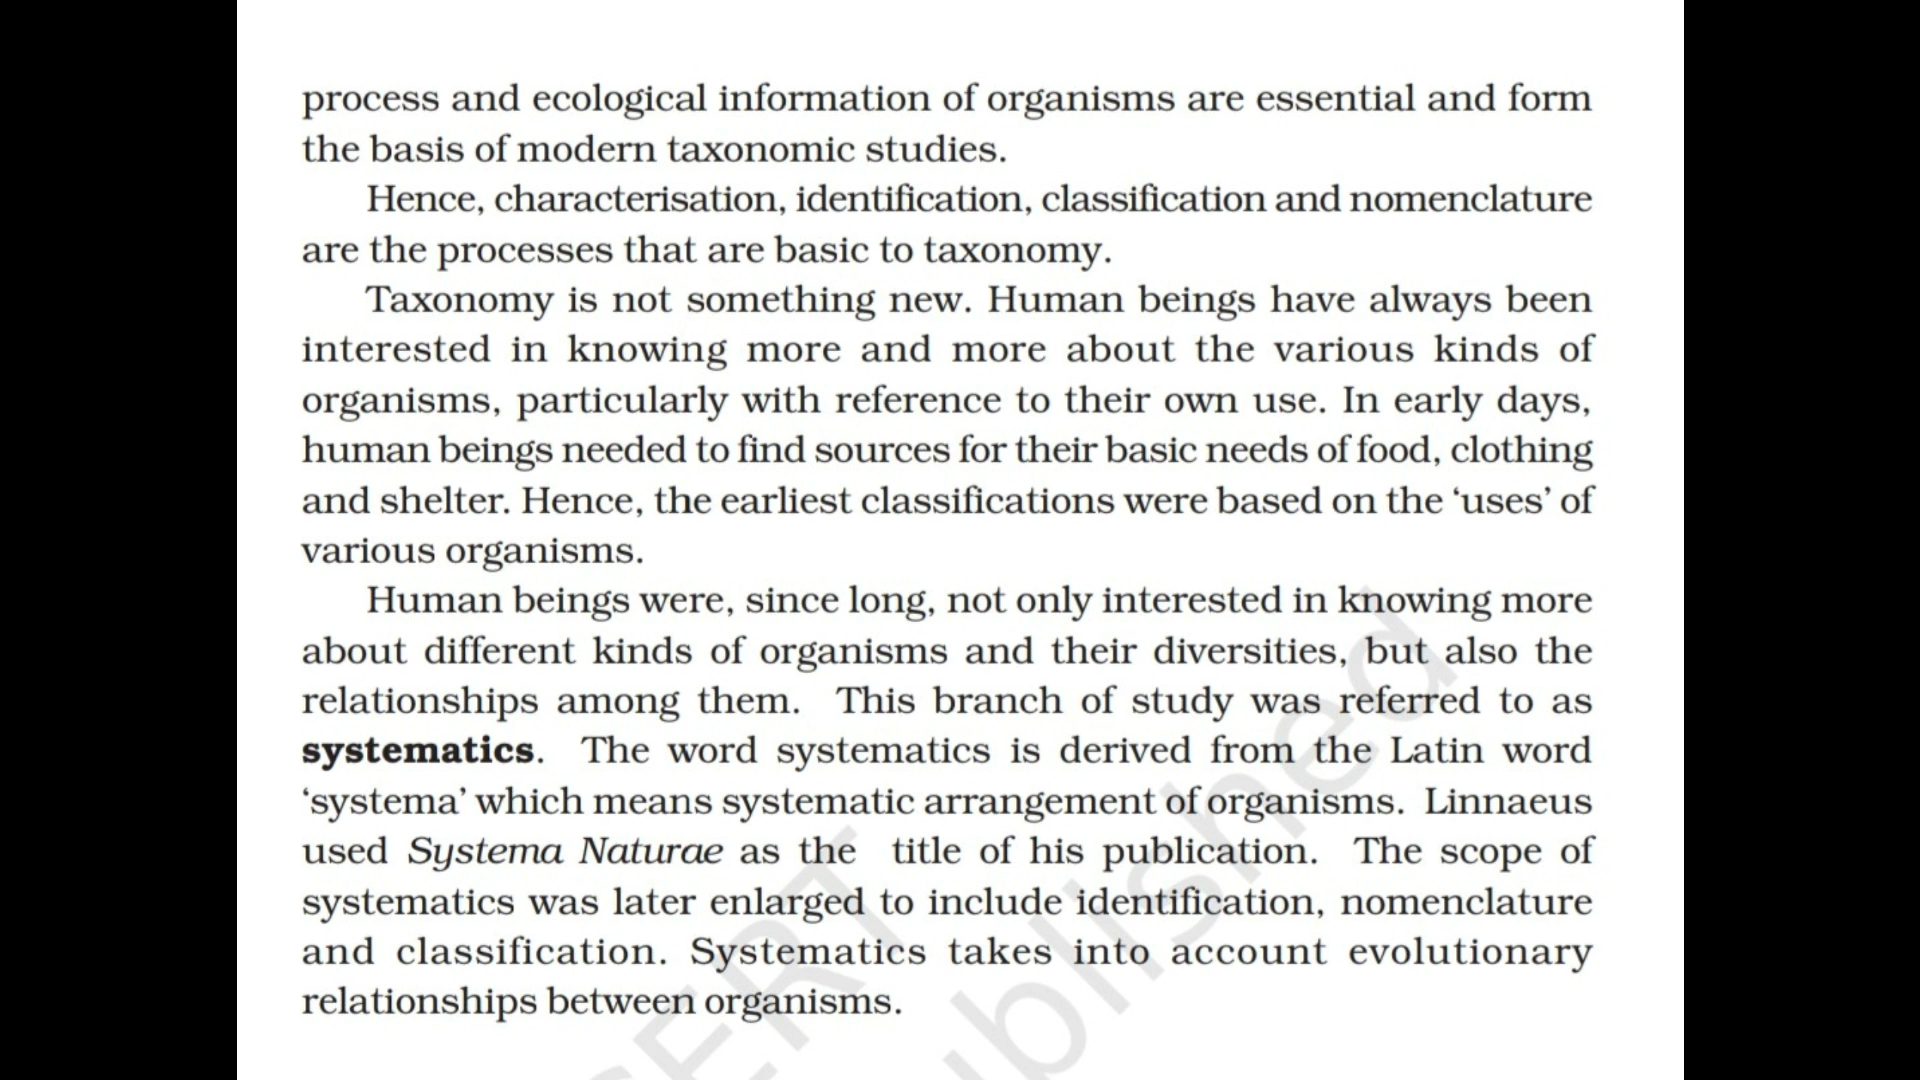 process and ecological information of organisms are essential and form
the basis of modern taxonomic studies.
Hence, characterisation, identification, classification and nomenclature
are the processes that are basic to taxonomy.
Taxonomy is not something new. Human beings have always been
interested in knowing more and more about the various kinds of
organisms, particularly with reference to their own use. In early days,
human beings needed to find sources for their basic needs of food, clothing
and shelter. Hence, the earliest classifications were based on the ‘uses’ of
various organisms.
Human beings were, since long, not only interested in knowing more
about different kinds of organisms and their diversities, but also the
relationships among them. This branch of study was referred to as
systematics. The word systematics is derived from the Latin word
‘systema’ which means systematic arrangement of organisms. Linnaeus
used Systema Naturae as the title of his publication. The scope of
systematics was later enlarged to include identification, nomenclature
and classification. Systematics takes into account evolutionary
relationships between organisms.